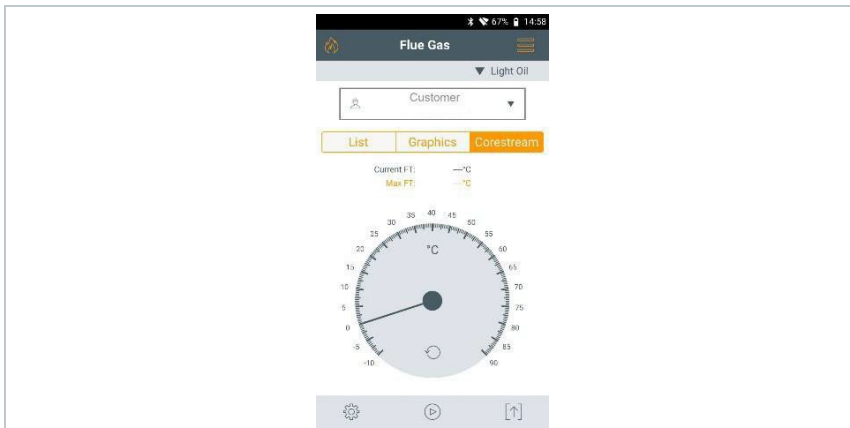 67% 14:58
Flue Gas
Light Oil
Customer
List Graphics Corestream
Current FT: —°C
Max FT: —°C
35 40 45
30 50
25 55
20 60
°C
15 65
10 70
5 75
0 80
-5 85
-10 90